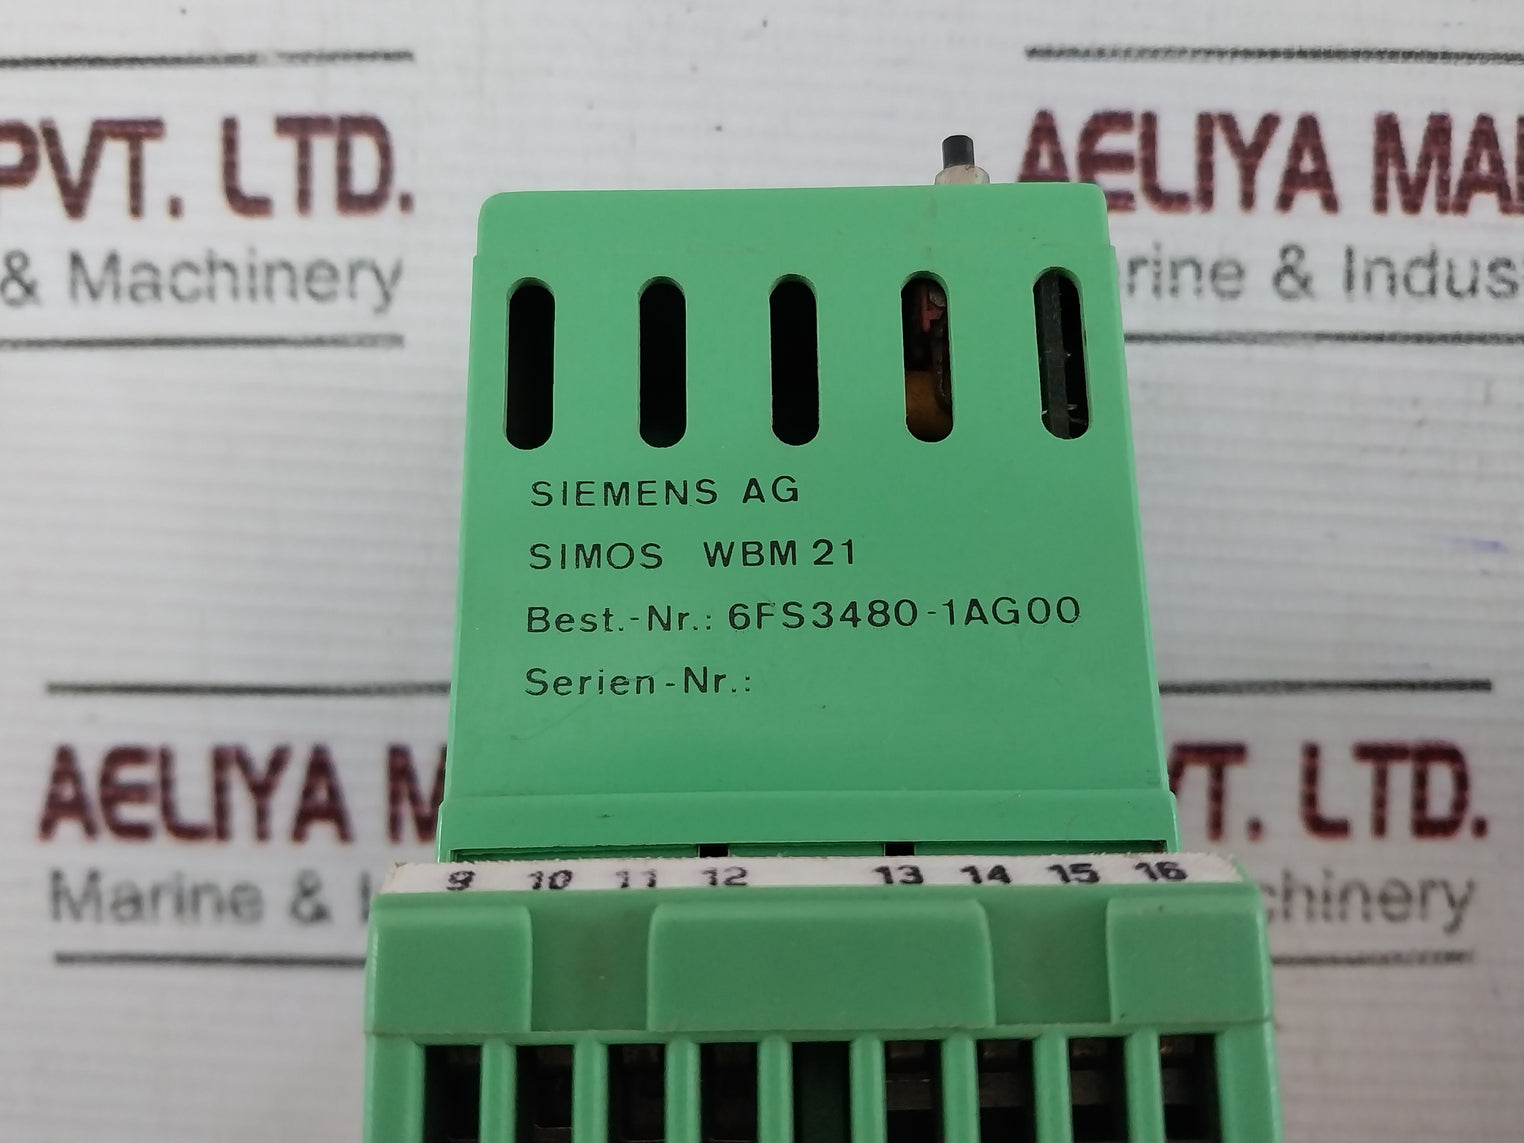 PVT. LTD.
AELIYA MA
& Machinery
rine & Indus
SIEMENS AG
SIMOS WBM 21
Best.-Nr.: 6FS3480-1AG00
Serien-Nr.:
AELIYA M VT. LTD.
Marine & I chinery
9 10 11 12 13 14 15 16